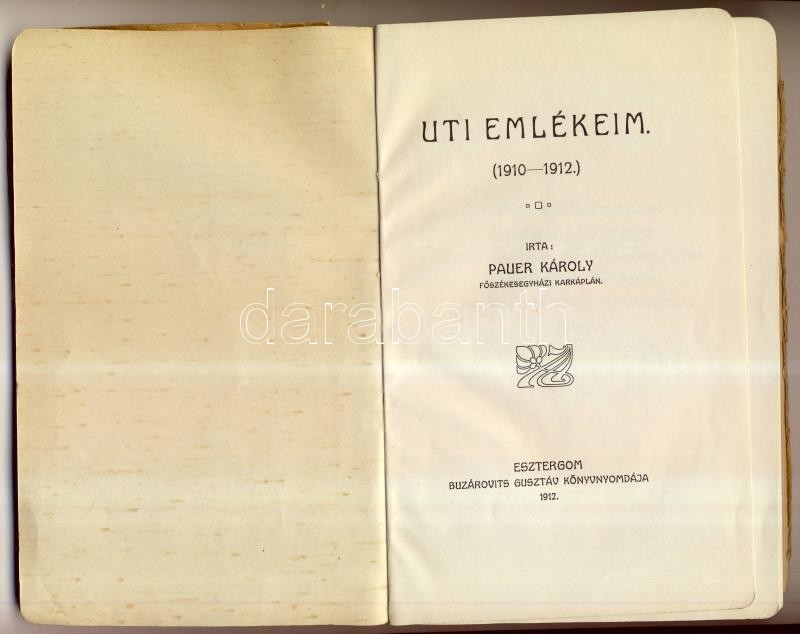 UTI EMLÉKEIM.
(1910—1912.)
IRTA:
PAUER KÁROLY
FŐSZÉKESEGYHÁZI KARKÁPLÁN.
darabanth
ESZTERGOM
BUZÁROVITS GUSZTÁV KÖNYVNYOMDÁJA
1912.